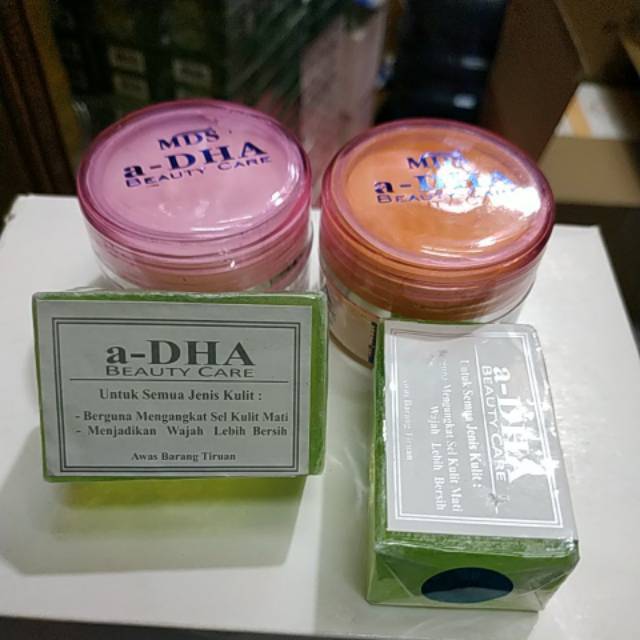 MDS
a-DHA
BEAUTY CARE
MDS
a-DHA
BEAUTY CARE
a-DHA
BEAUTY CARE
Untuk Semua Jenis Kulit :
- Berguna Mengangkat Sel Kulit Mati
- Menjadikan Wajah Lebih Bersih
Awas Barang Tiruan
a-DHA
BEAUTY CARE
Untuk Semua Jenis Kulit :
Berguna Mengangkat Sel Kulit Mati
Wajah Lebih Bersih
Awas Barang Tiruan